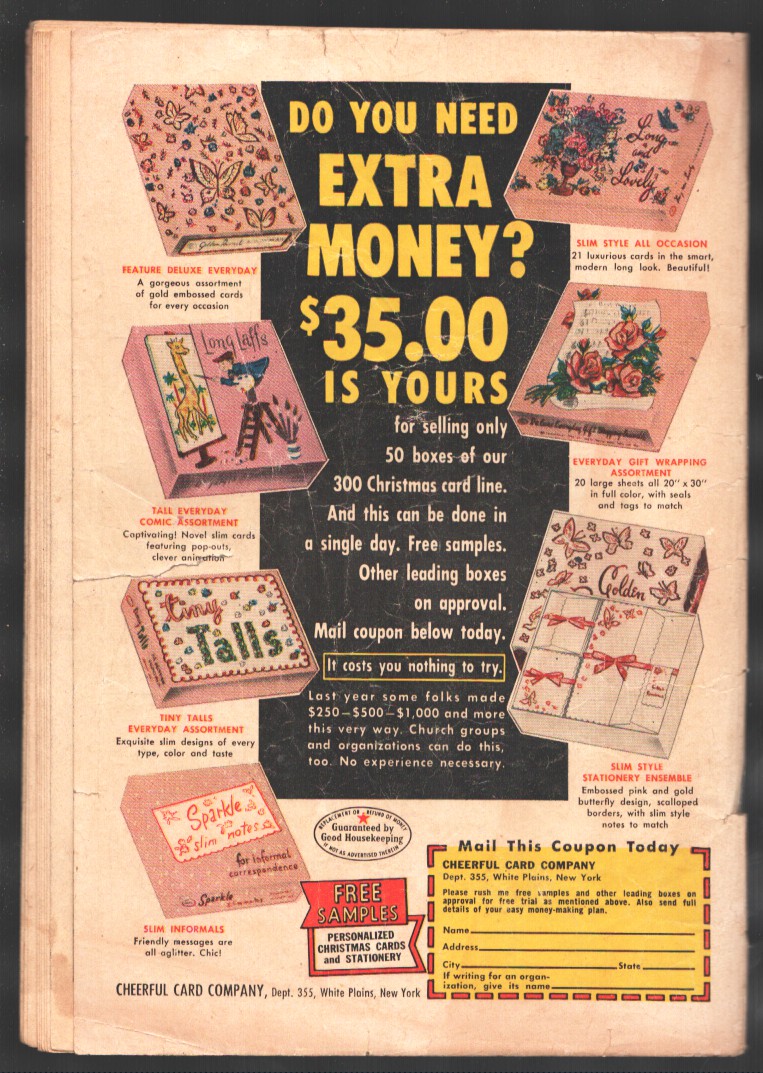 DO YOU NEED
EXTRA
MONEY?
$35.00
IS YOURS
for selling only
50 boxes of our
300 Christmas card line.
And this can be done in
a single day. Free samples.
Other leading boxes
on approval.
Mail coupon below today.
It costs you nothing to try.
Last year some folks made
$250—$500—$1,000 and more
this very way. Church groups
and organizations can do this,
too. No experience necessary.
FEATURE DELUXE EVERYDAY
A gorgeous assortment
of gold embossed cards
for every occasion
Long Laffs
TALL EVERYDAY
COMIC ASSORTMENT
Captivating! Novel slim cards
featuring pop-outs,
clever animation
tiny
Talls
Tiny Talls
TINY TALLS
EVERYDAY ASSORTMENT
Exquisite slim designs of every
type, color and taste
Sparkle
slim notes
for informal
correspondence
Sparkle
SLIM INFORMALS
Friendly messages are
all aglitter. Chic!
Long
and
Lovely
SLIM STYLE ALL OCCASION
21 luxurious cards in the smart,
modern long look. Beautiful!
EVERYDAY GIFT WRAPPING
ASSORTMENT
20 large sheets all 20" x 30"
in full color, with seals
and tags to match
Golden
SLIM STYLE
STATIONERY ENSEMBLE
Embossed pink and gold
butterfly design, scalloped
borders, with slim style
notes to match
REPLACEMENT OR REFUND OF MONEY
Guaranteed by
Good Housekeeping
IF NOT AS ADVERTISED THEREIN
FREE
SAMPLES
PERSONALIZED
CHRISTMAS CARDS
and STATIONERY
CHEERFUL CARD COMPANY, Dept. 355, White Plains, New York
Mail This Coupon Today
CHEERFUL CARD COMPANY
Dept. 355, White Plains, New York
Please rush me free samples and other leading boxes on
approval for free trial as mentioned above. Also send full
details of your easy money-making plan.
Name
Address
City State
If writing for an organ-
ization, give its name